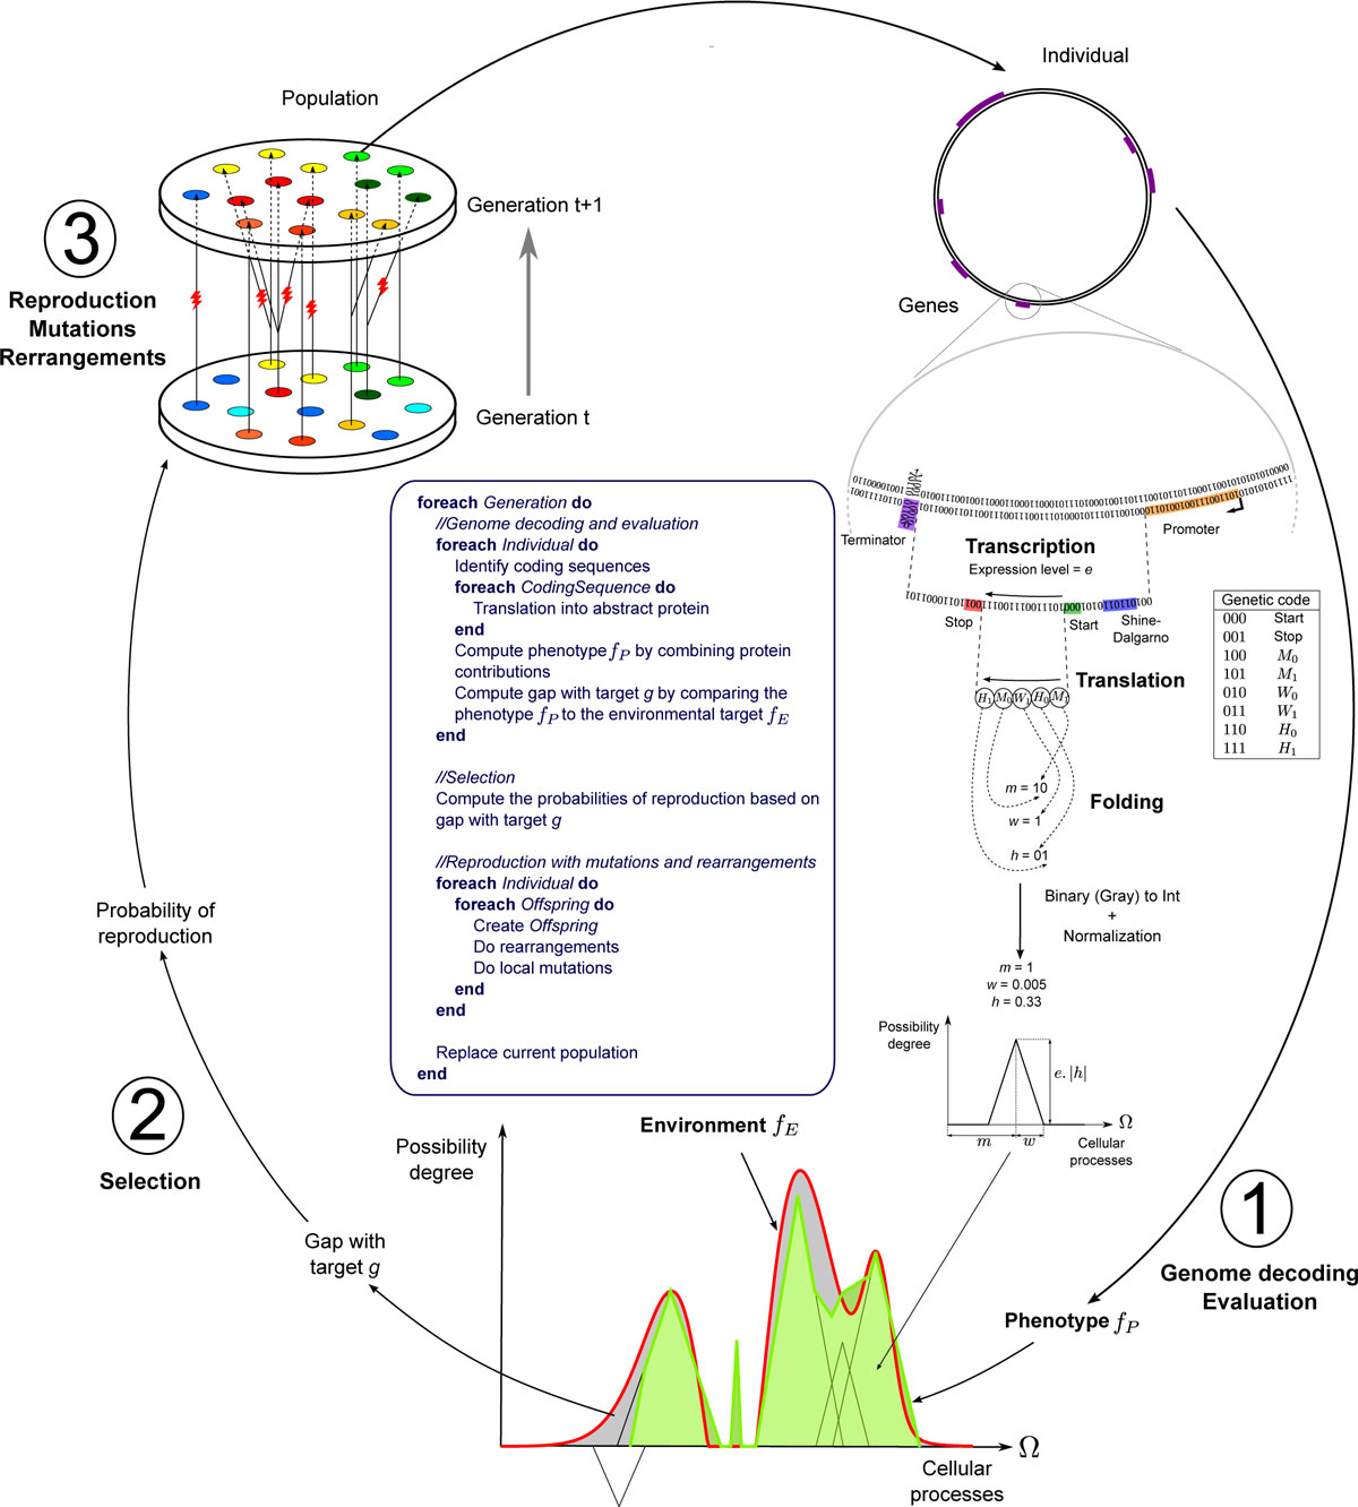 Population
Individual
Generation t+1
3
Reproduction
Mutations
Rerrangements
Genes
Generation t
foreach Generation do
//Genome decoding and evaluation
foreach Individual do
Identify coding sequences
foreach CodingSequence do
Translation into abstract protein
end
Compute phenotype fP by combining protein
contributions
Compute gap with target g by comparing the
phenotype fP to the environmental target fE
end
//Selection
Compute the probabilities of reproduction based on
gap with target g
//Reproduction with mutations and rearrangements
foreach Individual do
foreach Offspring do
Create Offspring
Do rearrangements
Do local mutations
end
end
Replace current population
end
Terminator
Promoter
Transcription
Expression level = e
Stop
Start
Shine-
Dalgarno
Translation
H1 M0 W1 H0 M1
Genetic code
000 Start
001 Stop
100 M0
101 M1
010 W0
011 W1
110 H0
111 H1
m = 10
w = 1
h = 01
Folding
Binary (Gray) to Int
+
Normalization
m = 1
w = 0.005
h = 0.33
Possibility
degree
e.|h|
Ω
m
w
Cellular
processes
1
Genome decoding
Evaluation
Phenotype fP
Environment fE
Possibility
degree
Ω
Cellular
processes
Gap with
target g
2
Selection
Probability of
reproduction